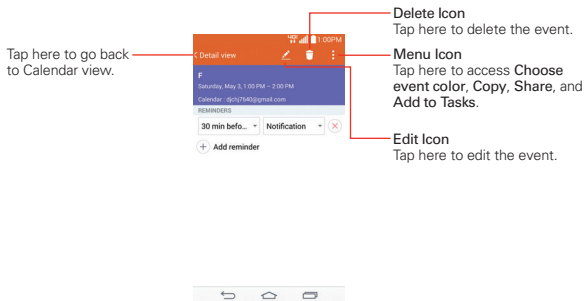 Delete Icon
Tap here to delete the event.
Tap here to go back
to Calendar view.
Menu Icon
Tap here to access Choose
event color, Copy, Share, and
Add to Tasks.
Edit Icon
Tap here to edit the event.
4G LTE 1:00PM
Detail view
F
Saturday, May 5, 1:00 PM – 2:00 PM
Calendar : djchj7646@gmail.com
REMINDERS
30 min befo... Notification
Add reminder